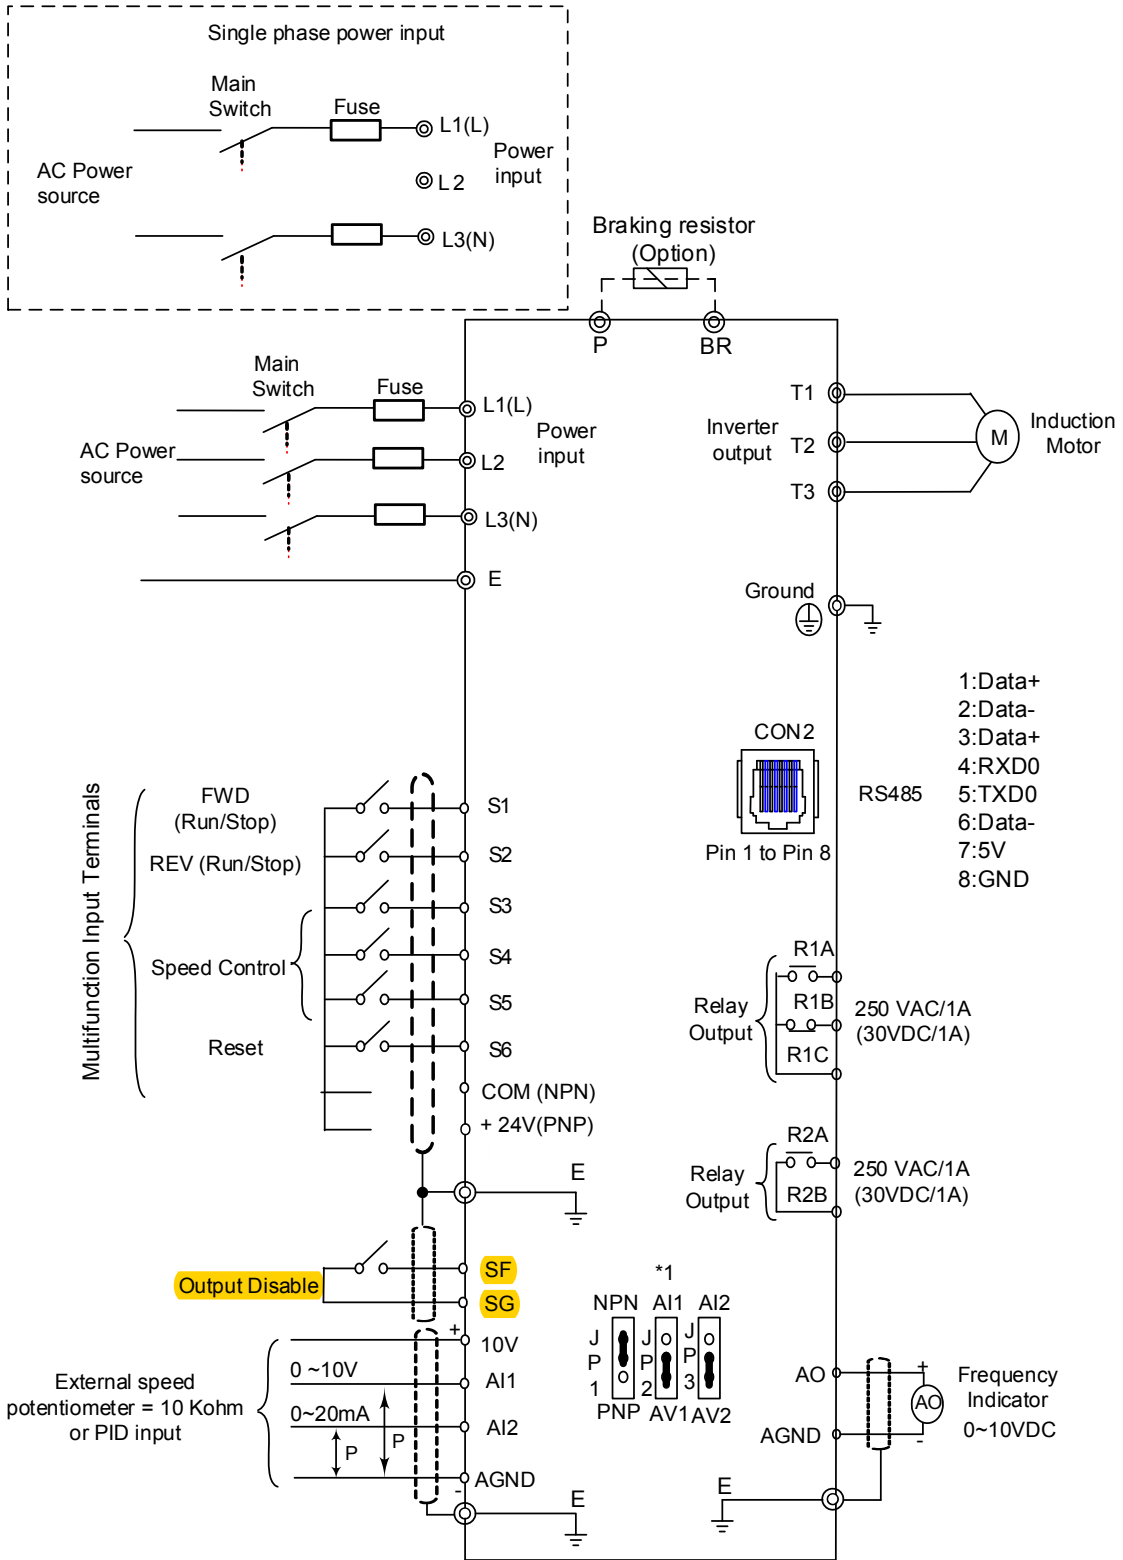 Single phase power input
Main
Switch
Fuse
L1(L)
AC Power
source
L2
Power
input
L3(N)
Braking resistor
(Option)
P
BR
Main
Switch
Fuse
L1(L)
AC Power
source
L2
Power
input
L3(N)
E
T1
Inverter
output
T2
T3
M
Induction
Motor
Ground
CON2
RS485
Pin 1 to Pin 8
1:Data+
2:Data-
3:Data+
4:RXD0
5:TXD0
6:Data-
7:5V
8:GND
Multifunction Input Terminals
FWD
(Run/Stop)
S1
REV (Run/Stop)
S2
S3
Speed Control
S4
S5
Reset
S6
COM (NPN)
+ 24V(PNP)
E
Relay
Output
R1A
R1B
R1C
250 VAC/1A
(30VDC/1A)
Relay
Output
R2A
R2B
250 VAC/1A
(30VDC/1A)
Output Disable
SF
SG
+
10V
0 ~10V
AI1
External speed
potentiometer = 10 Kohm
or PID input
0~20mA
AI2
P
P
AGND
-
E
*1
NPN AI1 AI2
JP1
JP2
JP3
PNP AV1 AV2
AO
+
AO
Frequency
Indicator
0~10VDC
AGND
-
E